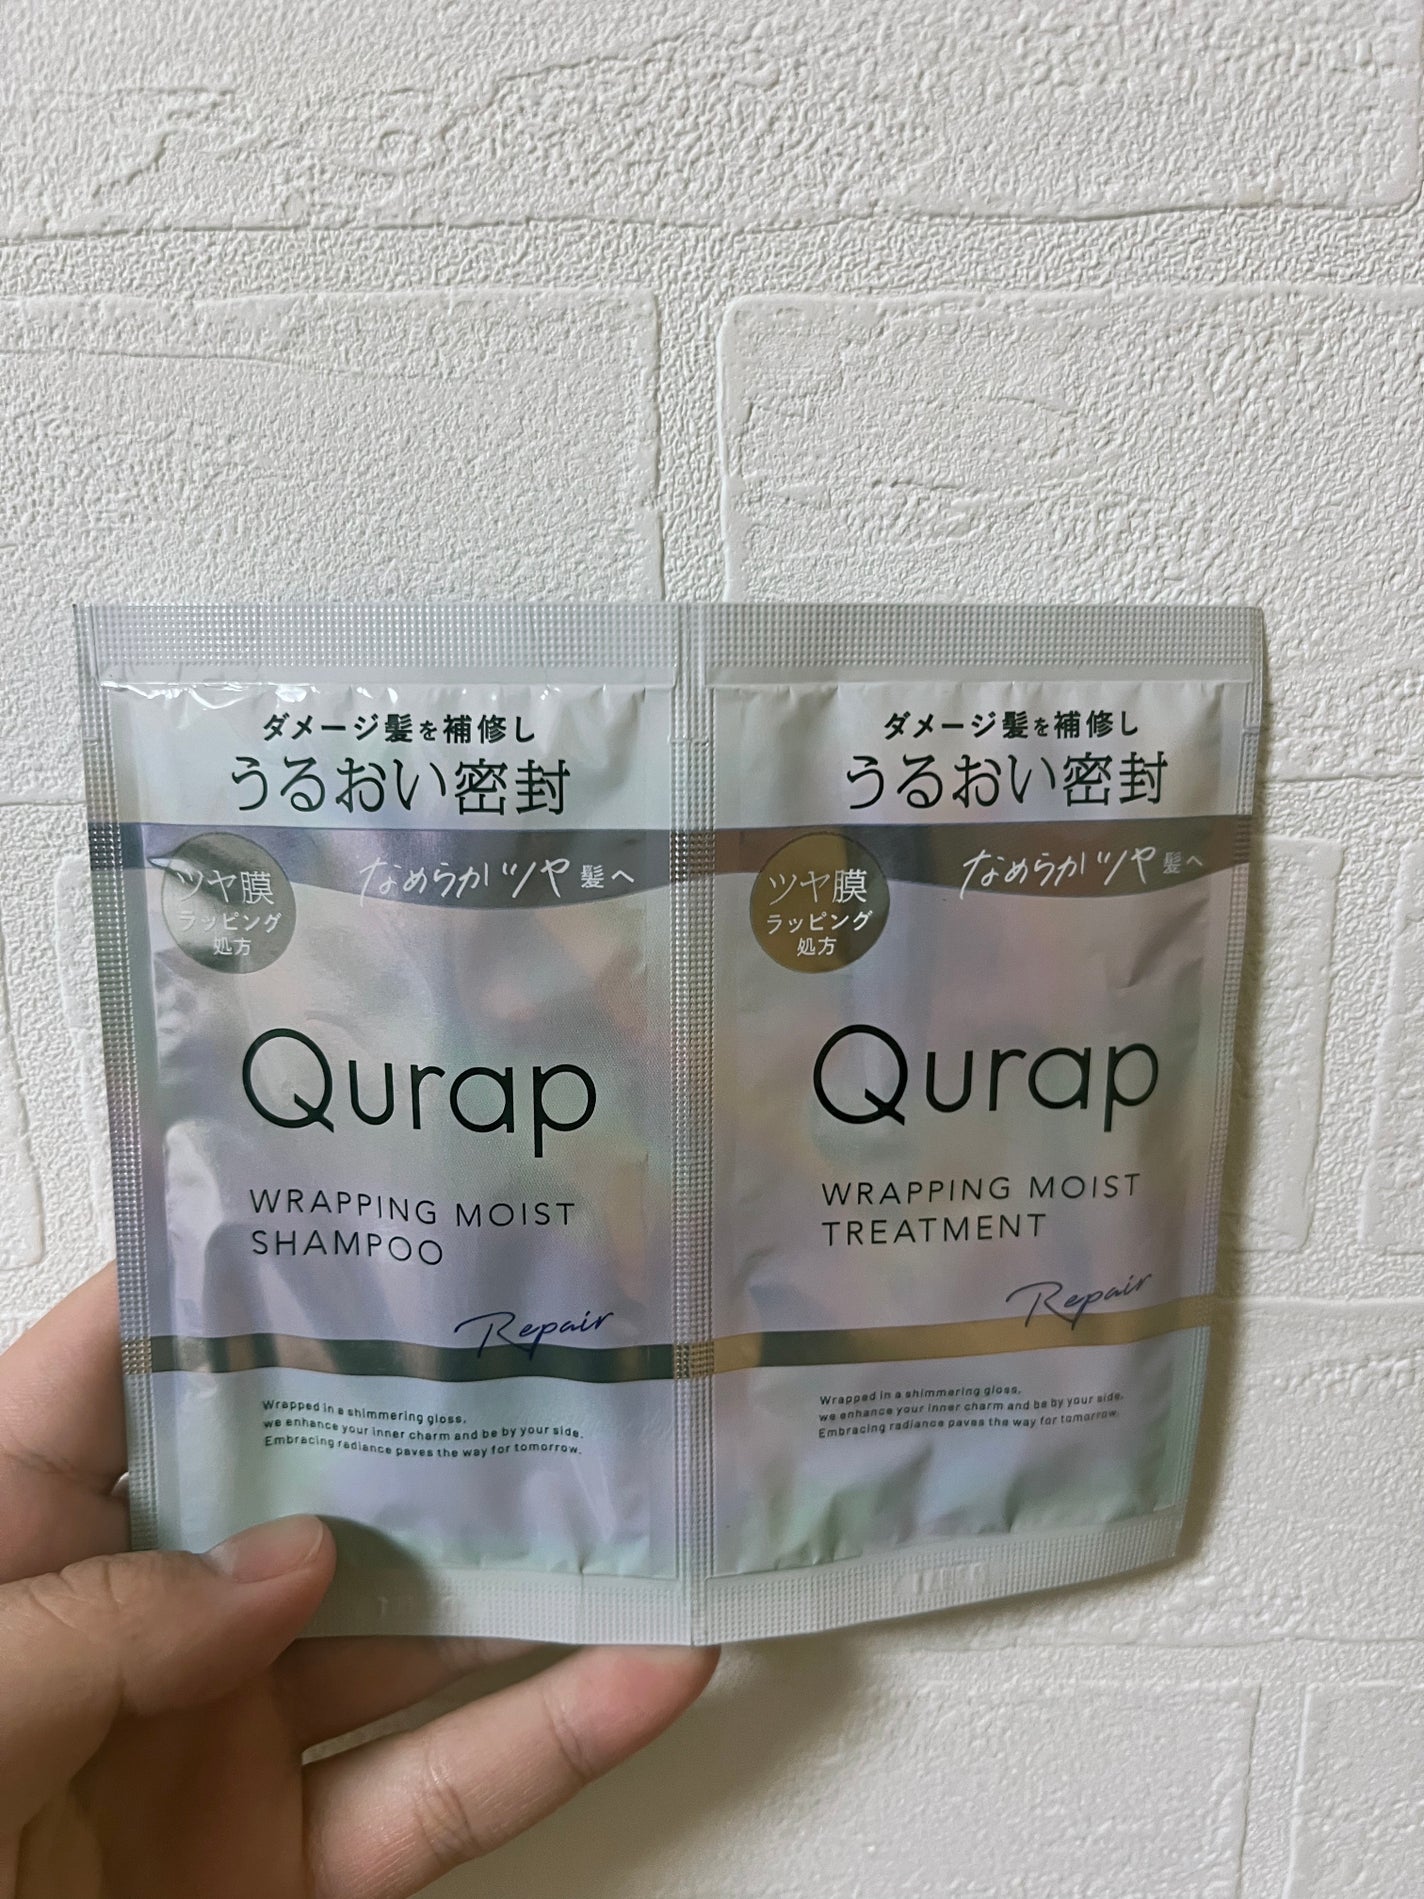 ダメージ髪を補修し
うるおい密封
ツヤ膜
ラッピング
処方
なめらかツヤ髪へ
Qurap
WRAPPING MOIST
SHAMPOO
Repair
Wrapped in a shimmering gloss,
we enhance your inner charm and be by your side.
Embracing radiance paves the way for tomorrow.
ダメージ髪を補修し
うるおい密封
ツヤ膜
ラッピング
処方
なめらかツヤ髪へ
Qurap
WRAPPING MOIST
TREATMENT
Repair
Wrapped in a shimmering gloss,
we enhance your inner charm and be by your side.
Embracing radiance paves the way for tomorrow.